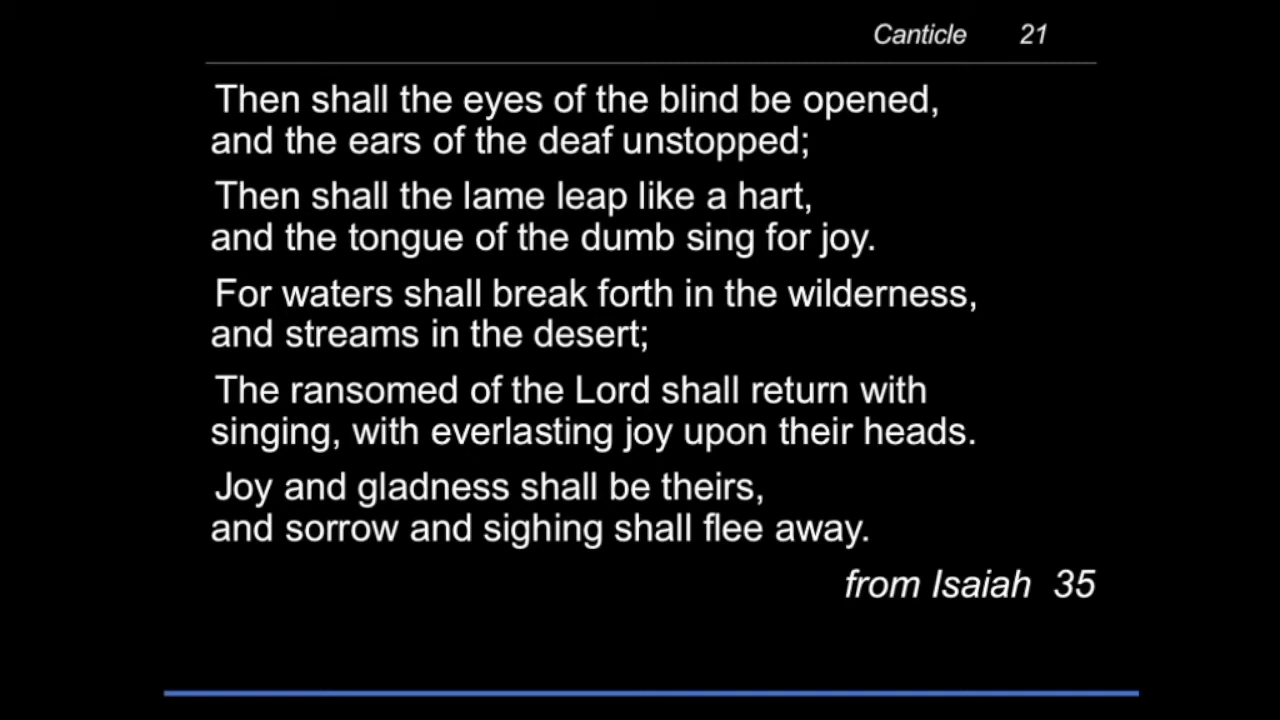 Canticle 21
Then shall the eyes of the blind be opened,
and the ears of the deaf unstopped;
Then shall the lame leap like a hart,
and the tongue of the dumb sing for joy.
For waters shall break forth in the wilderness,
and streams in the desert;
The ransomed of the Lord shall return with
singing, with everlasting joy upon their heads.
Joy and gladness shall be theirs,
and sorrow and sighing shall flee away.
from Isaiah 35